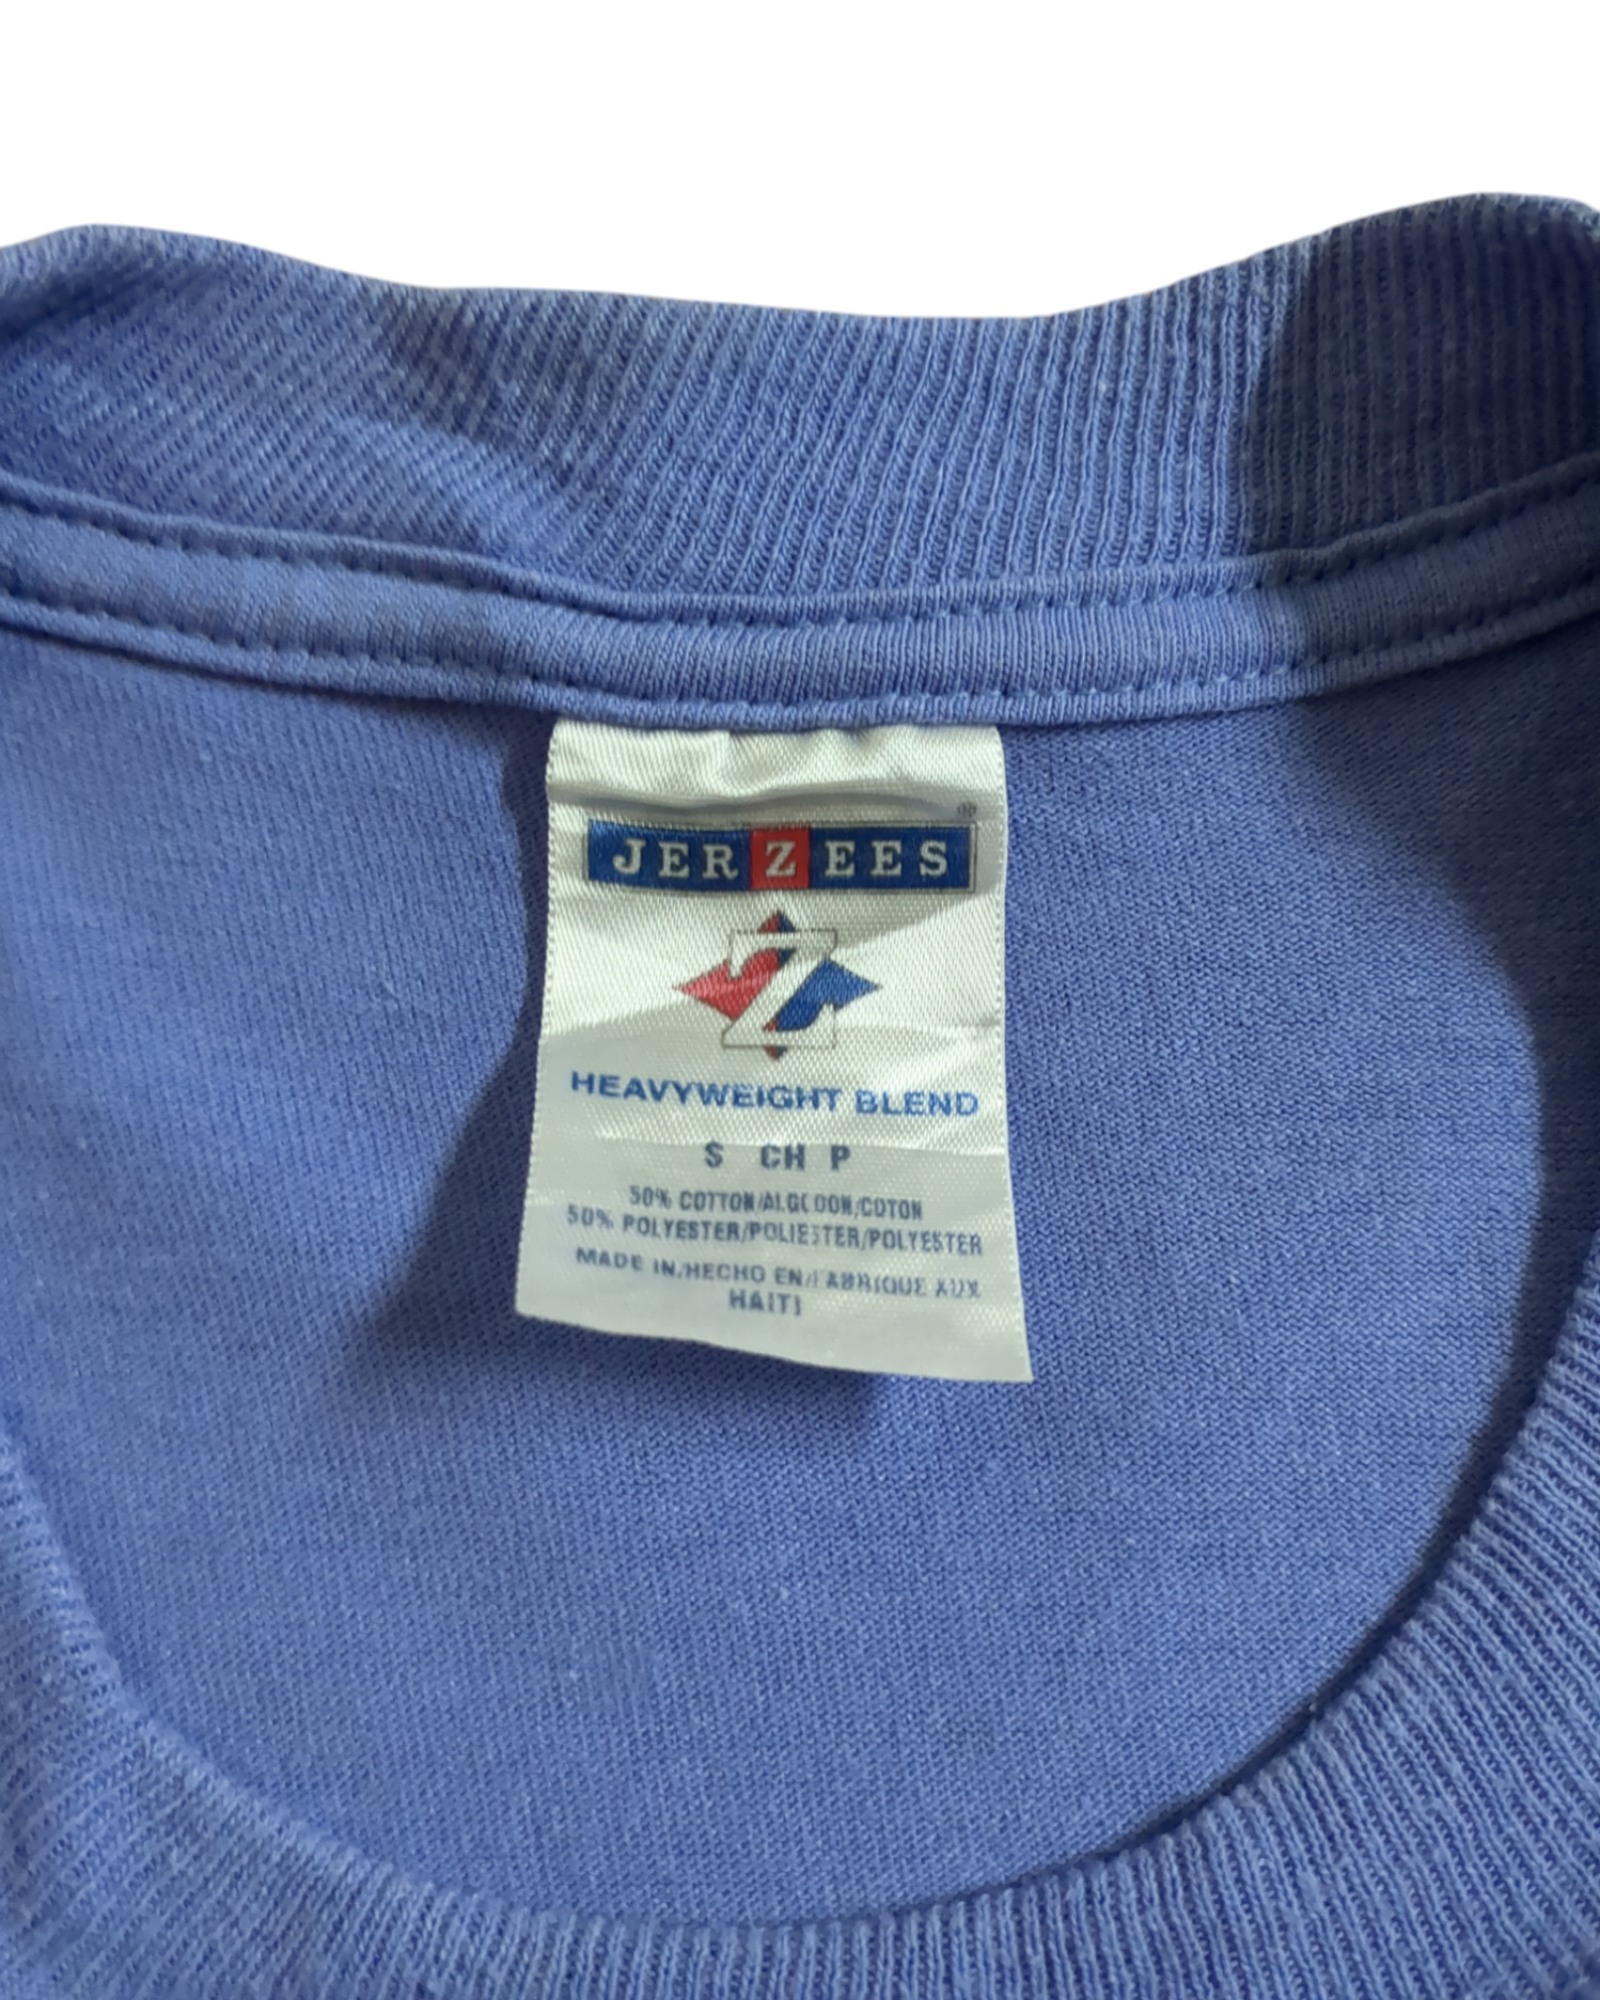 JERZEES
Z
HEAVYWEIGHT BLEND
S CH P
50% COTTON/ALGODON/COTON
50% POLYESTER/POLIESTER/POLYESTER
MADE IN/HECHO EN/FABRIQUE AUX
HAITI